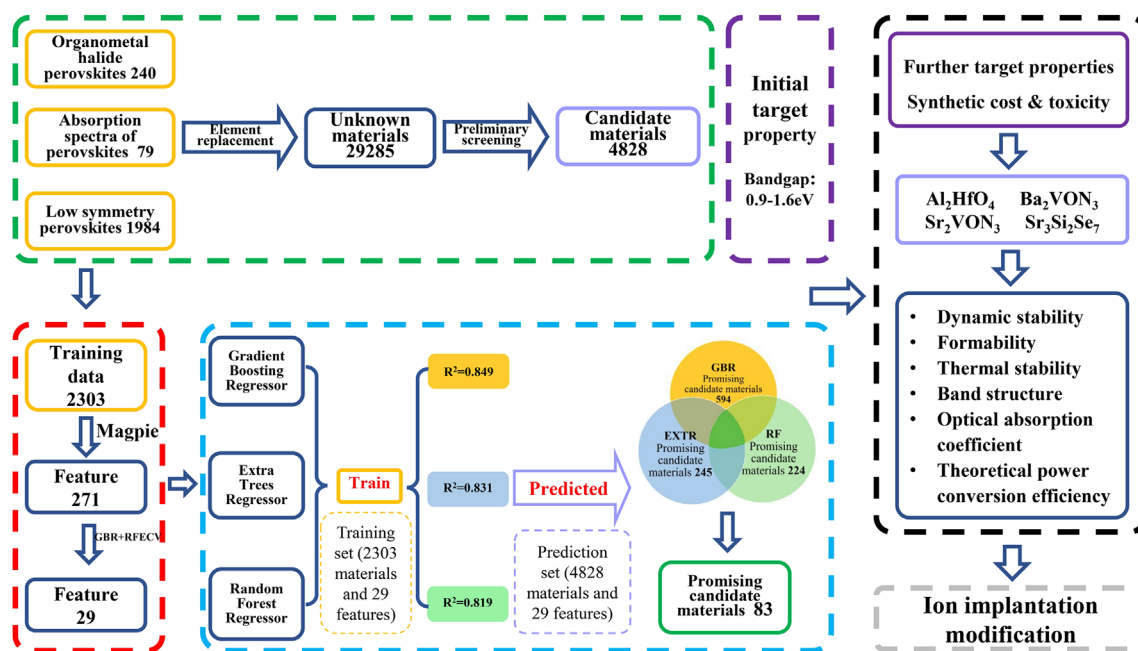 Organometal
halide
perovskites 240
Absorption
spectra of
perovskites 79
Low symmetry
perovskites 1984
Element
replacement
Unknown
materials
29285
Preliminary
screening
Candidate
materials
4828
Initial
target
property
Bandgap:
0.9-1.6eV
Further target properties
Synthetic cost & toxicity
Al₂HfO₄ Ba₂VON₃
Sr₂VON₃ Sr₃Si₂Se₇
• Dynamic stability
• Formability
• Thermal stability
• Band structure
• Optical absorption
coefficient
• Theoretical power
conversion efficiency
Ion implantation
modification
Training
data
2303
Magpie
Feature
271
GBR+RFECV
Feature
29
Gradient
Boosting
Regressor
Extra
Trees
Regressor
Random
Forest
Regressor
Train
Training
set (2303
materials
and 29
features)
R²=0.849
R²=0.831
R²=0.819
Predicted
Prediction
set (4828
materials and
29 features)
GBR
Promising
candidate materials
594
EXTR
Promising
candidate
materials 245
RF
Promising
candidate
materials 224
Promising
candidate
materials 83